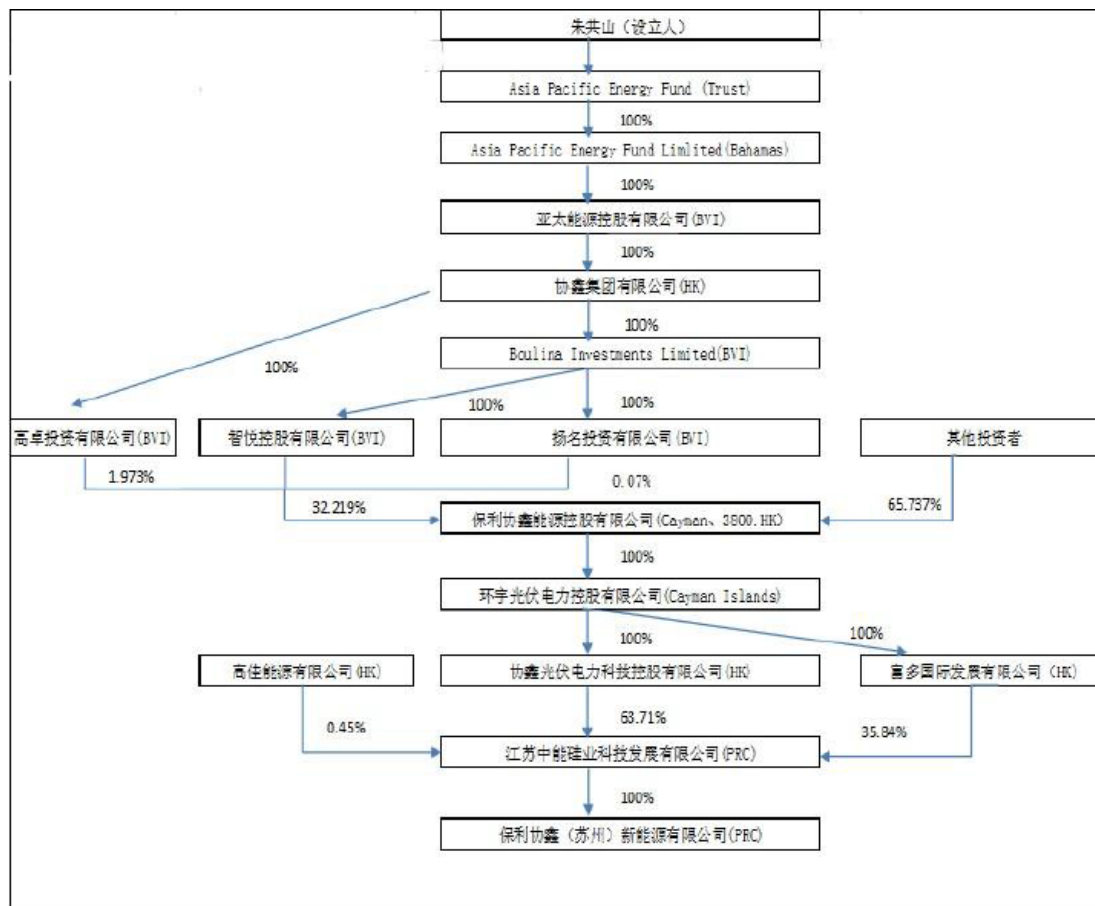 朱共山（设立人）
Asia Pacific Energy Fund (Trust)
100%
Asia Pacific Energy Fund Limlited(Bahamas)
100%
亚太能源控股有限公司(BVI)
100%
协鑫集团有限公司(HK)
100%
Boulina Investments Limited(BVI)
100%
100%
100%
高卓投资有限公司(BVI)
智悦控股有限公司(BVI)
扬名投资有限公司(BVI)
其他投资者
1.973%
0.07%
32.219%
65.737%
保利协鑫能源控股有限公司(Cayman、3800.HK)
100%
环宇光伏电力控股有限公司(Cayman Islands)
100%
100%
高佳能源有限公司(HK)
协鑫光伏电力科技控股有限公司(HK)
富多国际发展有限公司（HK)
0.45%
63.71%
35.84%
江苏中能硅业科技发展有限公司(PRC)
100%
保利协鑫（苏州）新能源有限公司(PRC)